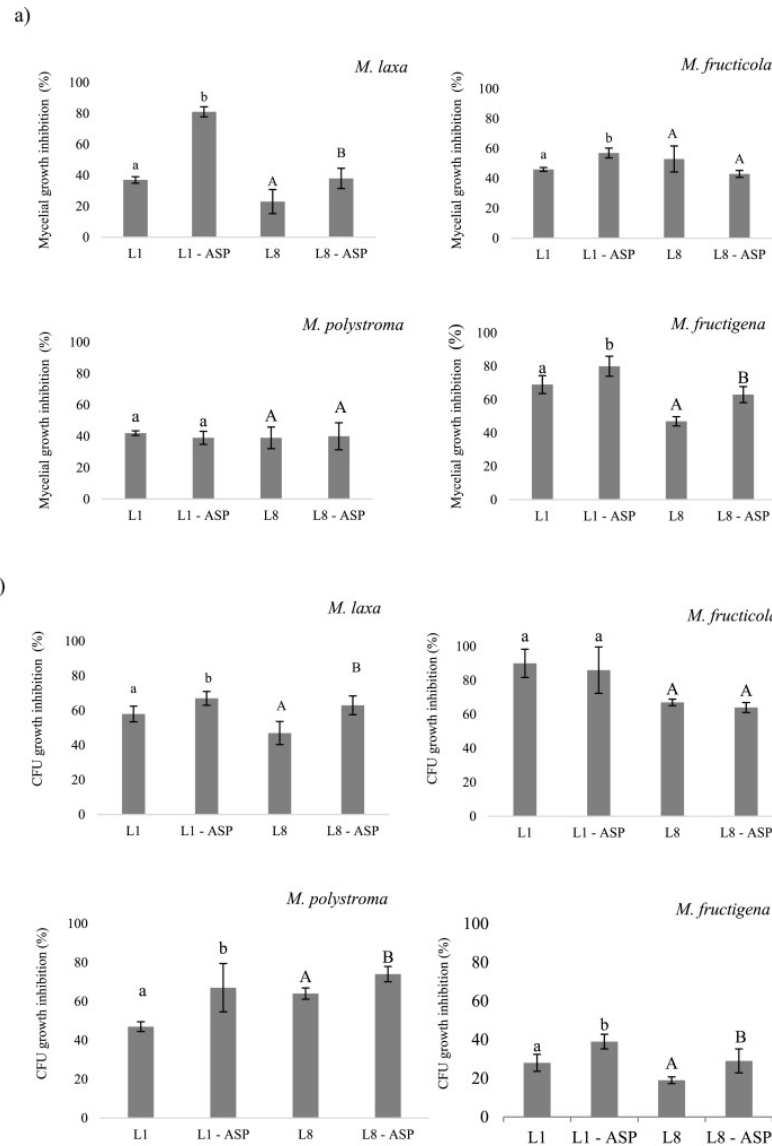 a)
M. laxa
Mycelial growth inhibition (%)
100
80
60
40
20
0
b
a
B
A
L1
L1 - ASP
L8
L8 - ASP
M. fructicola
Mycelial growth inhibition (%)
100
80
60
40
20
0
a
b
A
A
L1
L1 - ASP
L8
L8 - ASP
M. polystroma
Mycelial growth inhibition (%)
100
80
60
40
20
0
a
a
A
A
L1
L1 - ASP
L8
L8 - ASP
M. fructigena
Mycelial growth inhibition (%)
100
80
60
40
20
0
a
b
A
B
L1
L1 - ASP
L8
L8 - ASP
)
M. laxa
CFU growth inhibition (%)
100
80
60
40
20
0
a
b
A
B
L1
L1 - ASP
L8
L8 - ASP
M. fructicola
CFU growth inhibition (%)
100
80
60
40
20
0
a
a
A
A
L1
L1 - ASP
L8
L8 - ASP
M. polystroma
CFU growth inhibition (%)
100
80
60
40
20
0
a
b
A
B
L1
L1 - ASP
L8
L8 - ASP
M. fructigena
CFU growth inhibition (%)
100
80
60
40
20
0
a
b
A
B
L1
L1 - ASP
L8
L8 - ASP